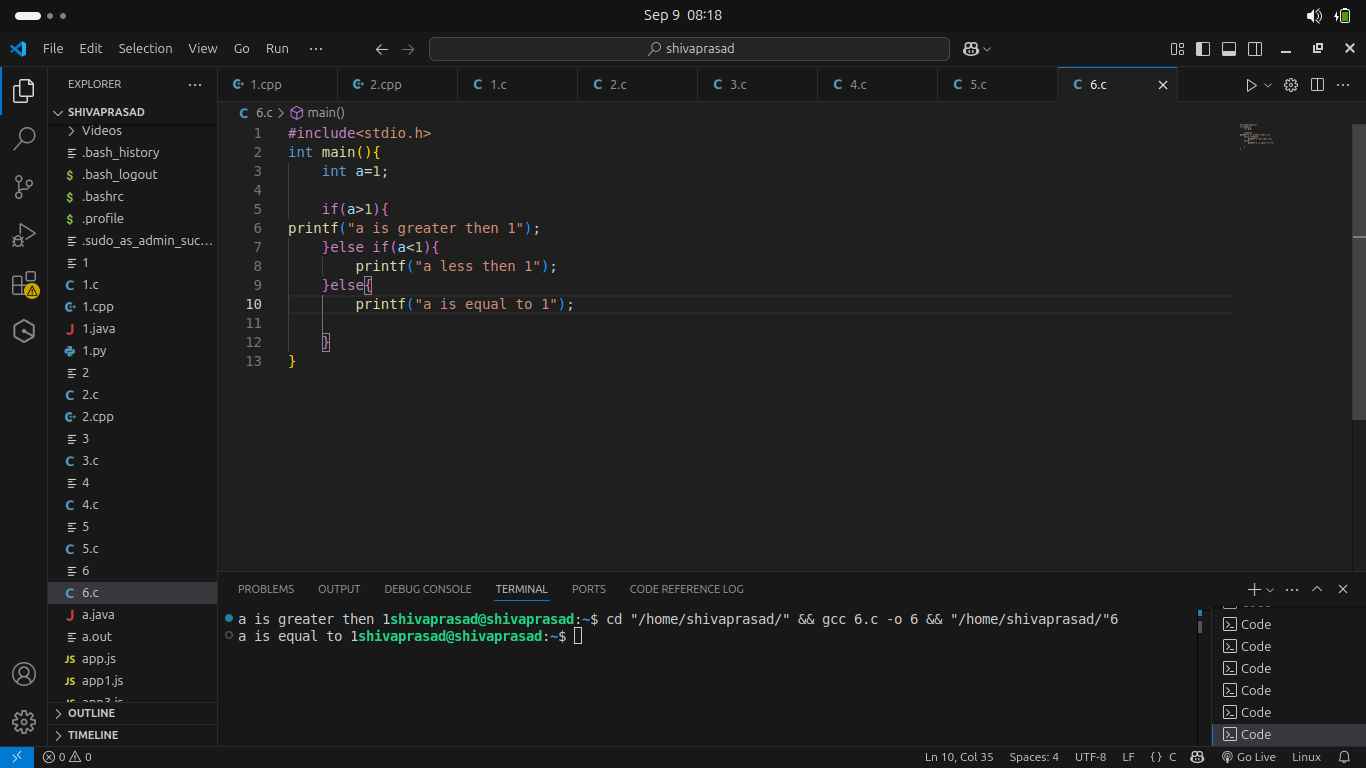 Sep 9 08:18
File Edit Selection View Go Run ···
shivaprasad
EXPLORER
SHIVAPRASAD
Videos
.bash_history
.bash_logout
$ .bashrc
$ .profile
.sudo_as_admin_suc...
1
C 1.c
1.cpp
J 1.java
1.py
2
C 2.c
2.cpp
3
C 3.c
4
C 4.c
5
C 5.c
6
C 6.c
J a.java
a.out
JS app.js
JS app1.js
OUTLINE
TIMELINE
1.cpp 2.cpp C 1.c C 2.c C 3.c C 4.c C 5.c C 6.c
C 6.c > main()
1 #include<stdio.h>
2 int main(){
3 int a=1;
4
5 if(a>1){
6 printf("a is greater then 1");
7 }else if(a<1){
8 printf("a less then 1");
9 }else{
10 printf("a is equal to 1");
11
12 }
13 }
PROBLEMS OUTPUT DEBUG CONSOLE TERMINAL PORTS CODE REFERENCE LOG
a is greater then 1shivaprasad@shivaprasad:~$ cd "/home/shivaprasad/" && gcc 6.c -o 6 && "/home/shivaprasad/"6
a is equal to 1shivaprasad@shivaprasad:~$
Code
Code
Code
Code
Code
Code
0 0
Ln 10, Col 35 Spaces: 4 UTF-8 LF {} C Go Live Linux